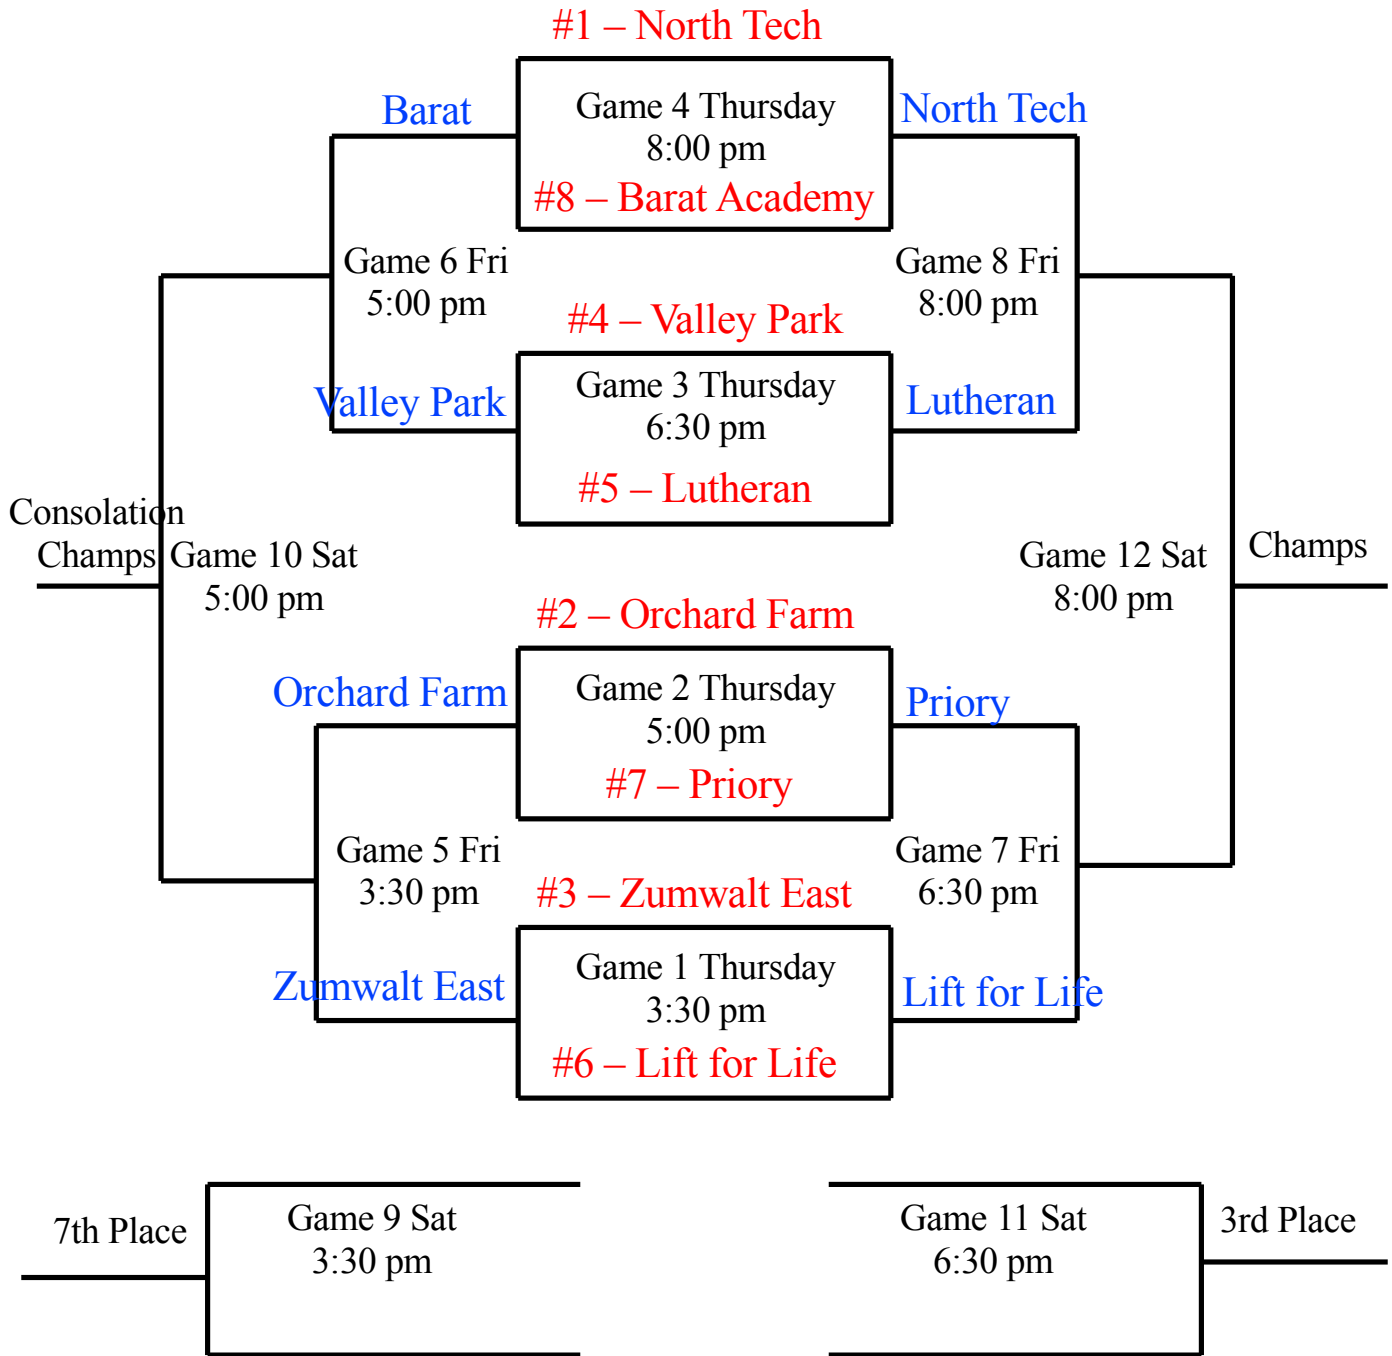 #1 – North Tech
Barat
Game 4 Thursday
8:00 pm
North Tech
#8 – Barat Academy
Game 6 Fri
5:00 pm
Game 8 Fri
8:00 pm
#4 – Valley Park
Valley Park
Game 3 Thursday
6:30 pm
Lutheran
#5 – Lutheran
Consolation
Champs
Game 10 Sat
5:00 pm
Game 12 Sat
8:00 pm
Champs
#2 – Orchard Farm
Orchard Farm
Game 2 Thursday
5:00 pm
Priory
#7 – Priory
Game 5 Fri
3:30 pm
Game 7 Fri
6:30 pm
#3 – Zumwalt East
Zumwalt East
Game 1 Thursday
3:30 pm
Lift for Life
#6 – Lift for Life
7th Place
Game 9 Sat
3:30 pm
Game 11 Sat
6:30 pm
3rd Place